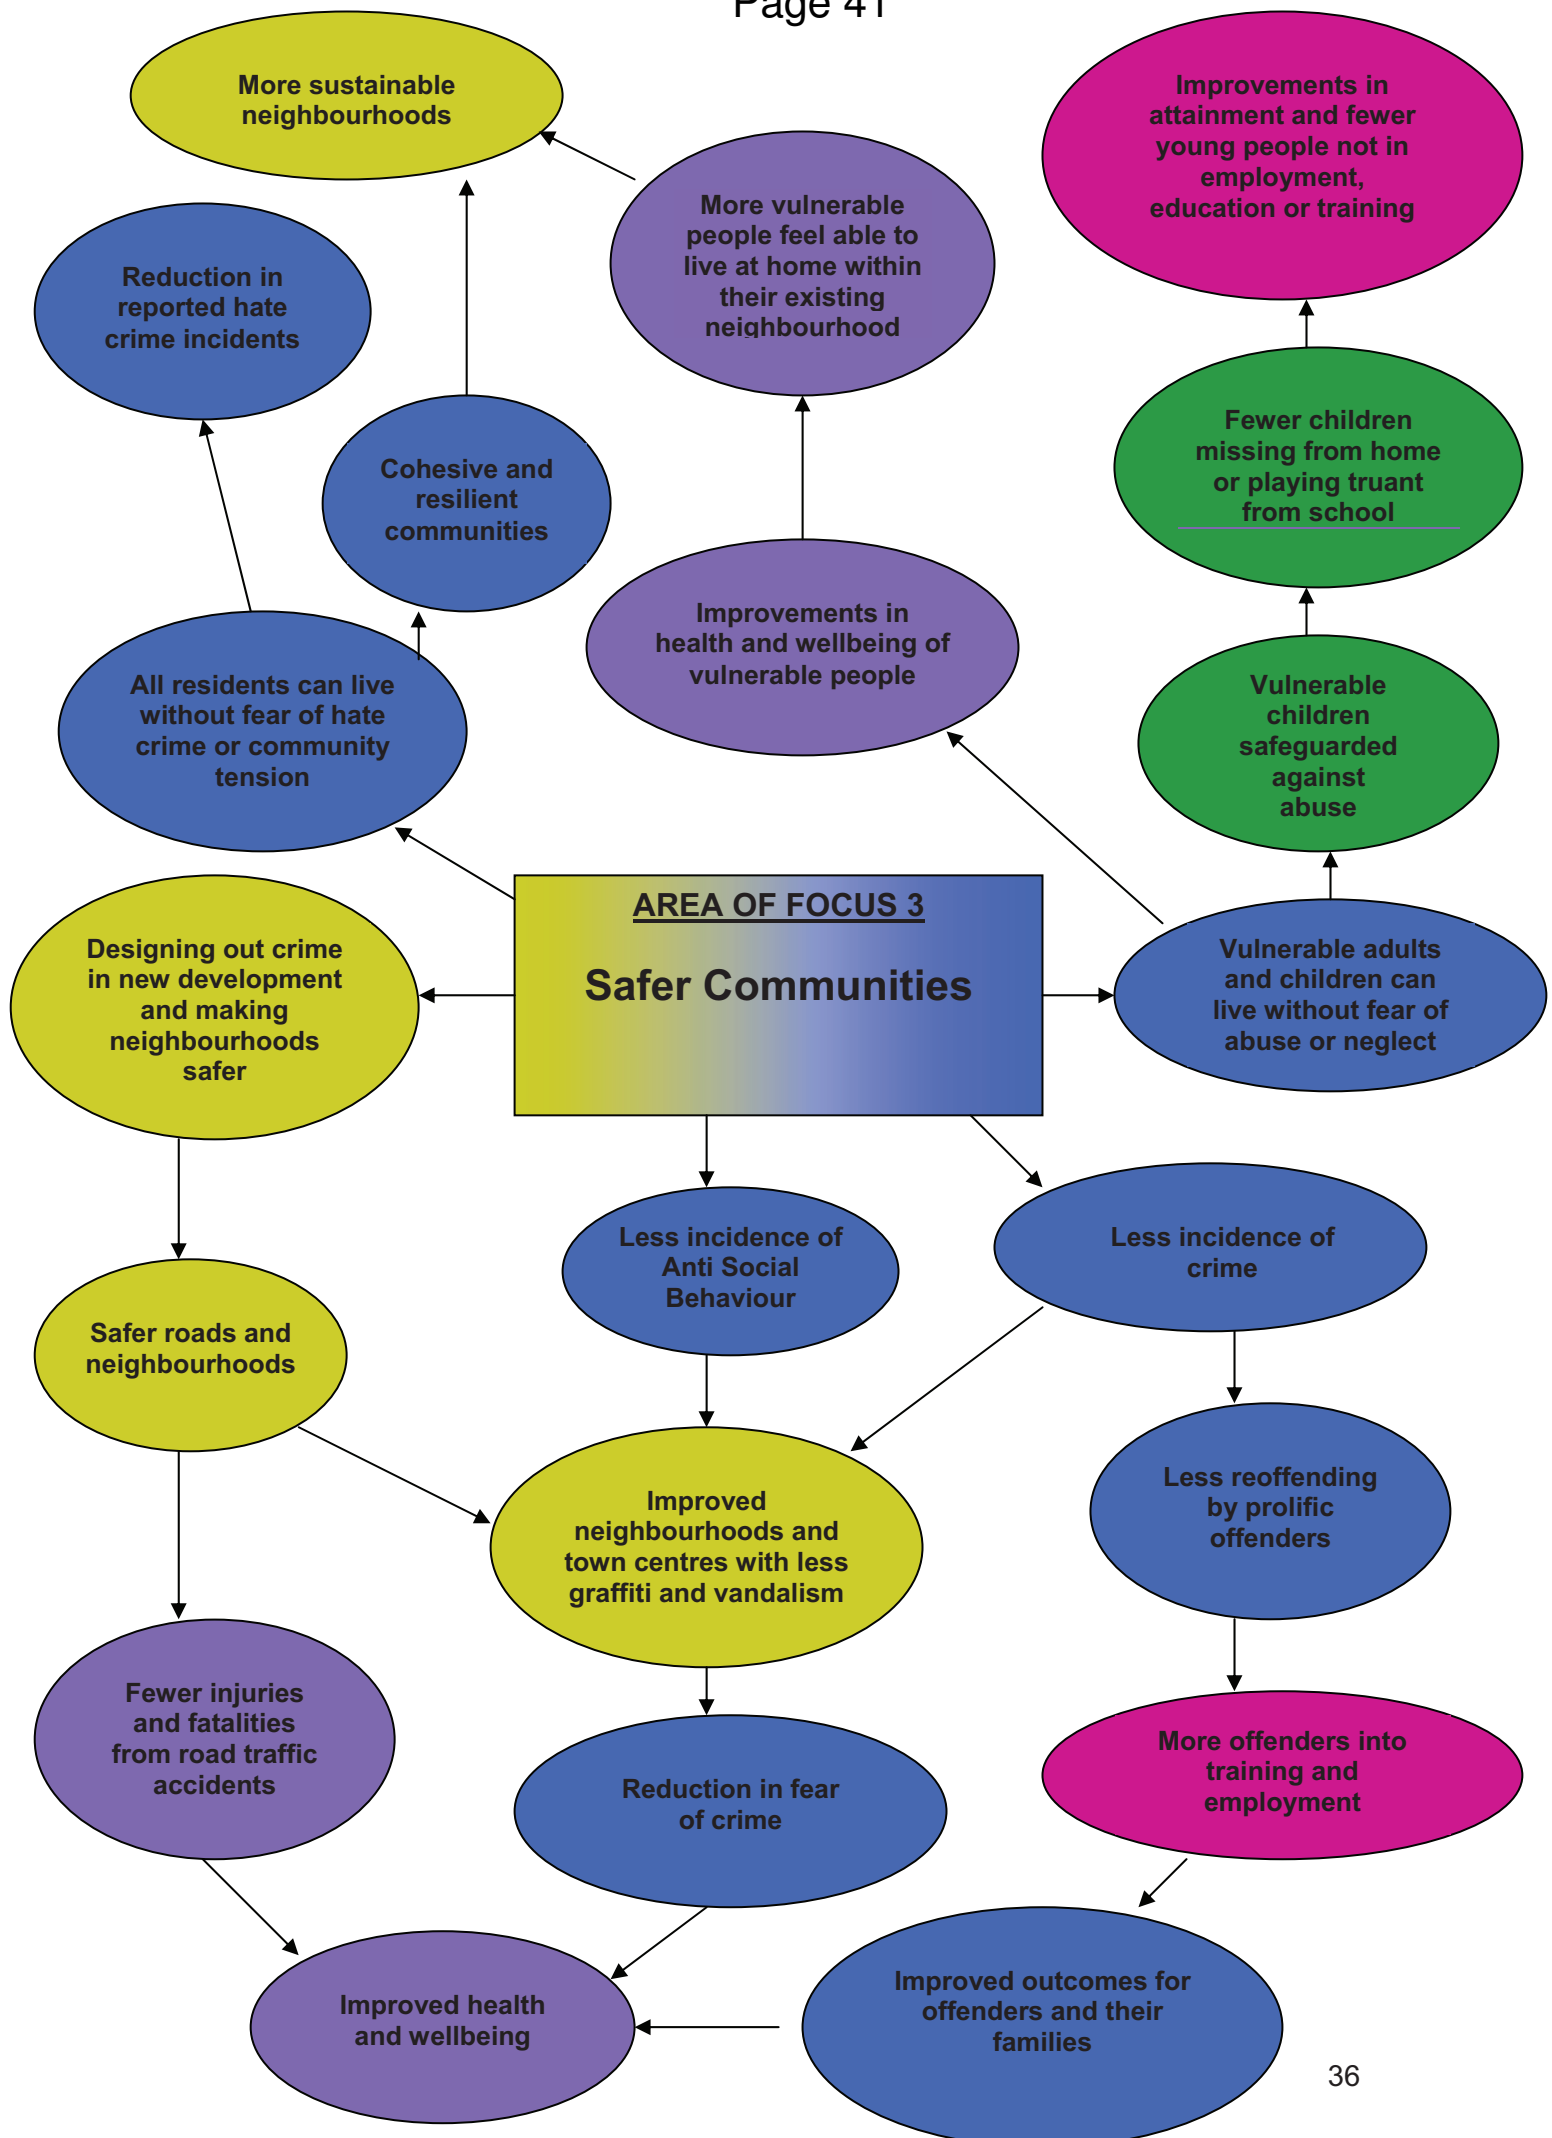 Page 41
More sustainable
neighbourhoods
Improvements in
attainment and fewer
young people not in
employment,
education or training
More vulnerable
people feel able to
live at home within
their existing
neighbourhood
Reduction in
reported hate
crime incidents
Fewer children
missing from home
or playing truant
from school
Cohesive and
resilient
communities
Improvements in
health and wellbeing of
vulnerable people
All residents can live
without fear of hate
crime or community
tension
Vulnerable
children
safeguarded
against
abuse
AREA OF FOCUS 3
Safer Communities
Designing out crime
in new development
and making
neighbourhoods
safer
Vulnerable adults
and children can
live without fear of
abuse or neglect
Less incidence of
Anti Social
Behaviour
Less incidence of
crime
Safer roads and
neighbourhoods
Improved
neighbourhoods and
town centres with less
graffiti and vandalism
Less reoffending
by prolific
offenders
Fewer injuries
and fatalities
from road traffic
accidents
Reduction in fear
of crime
More offenders into
training and
employment
Improved health
and wellbeing
Improved outcomes for
offenders and their
families
36